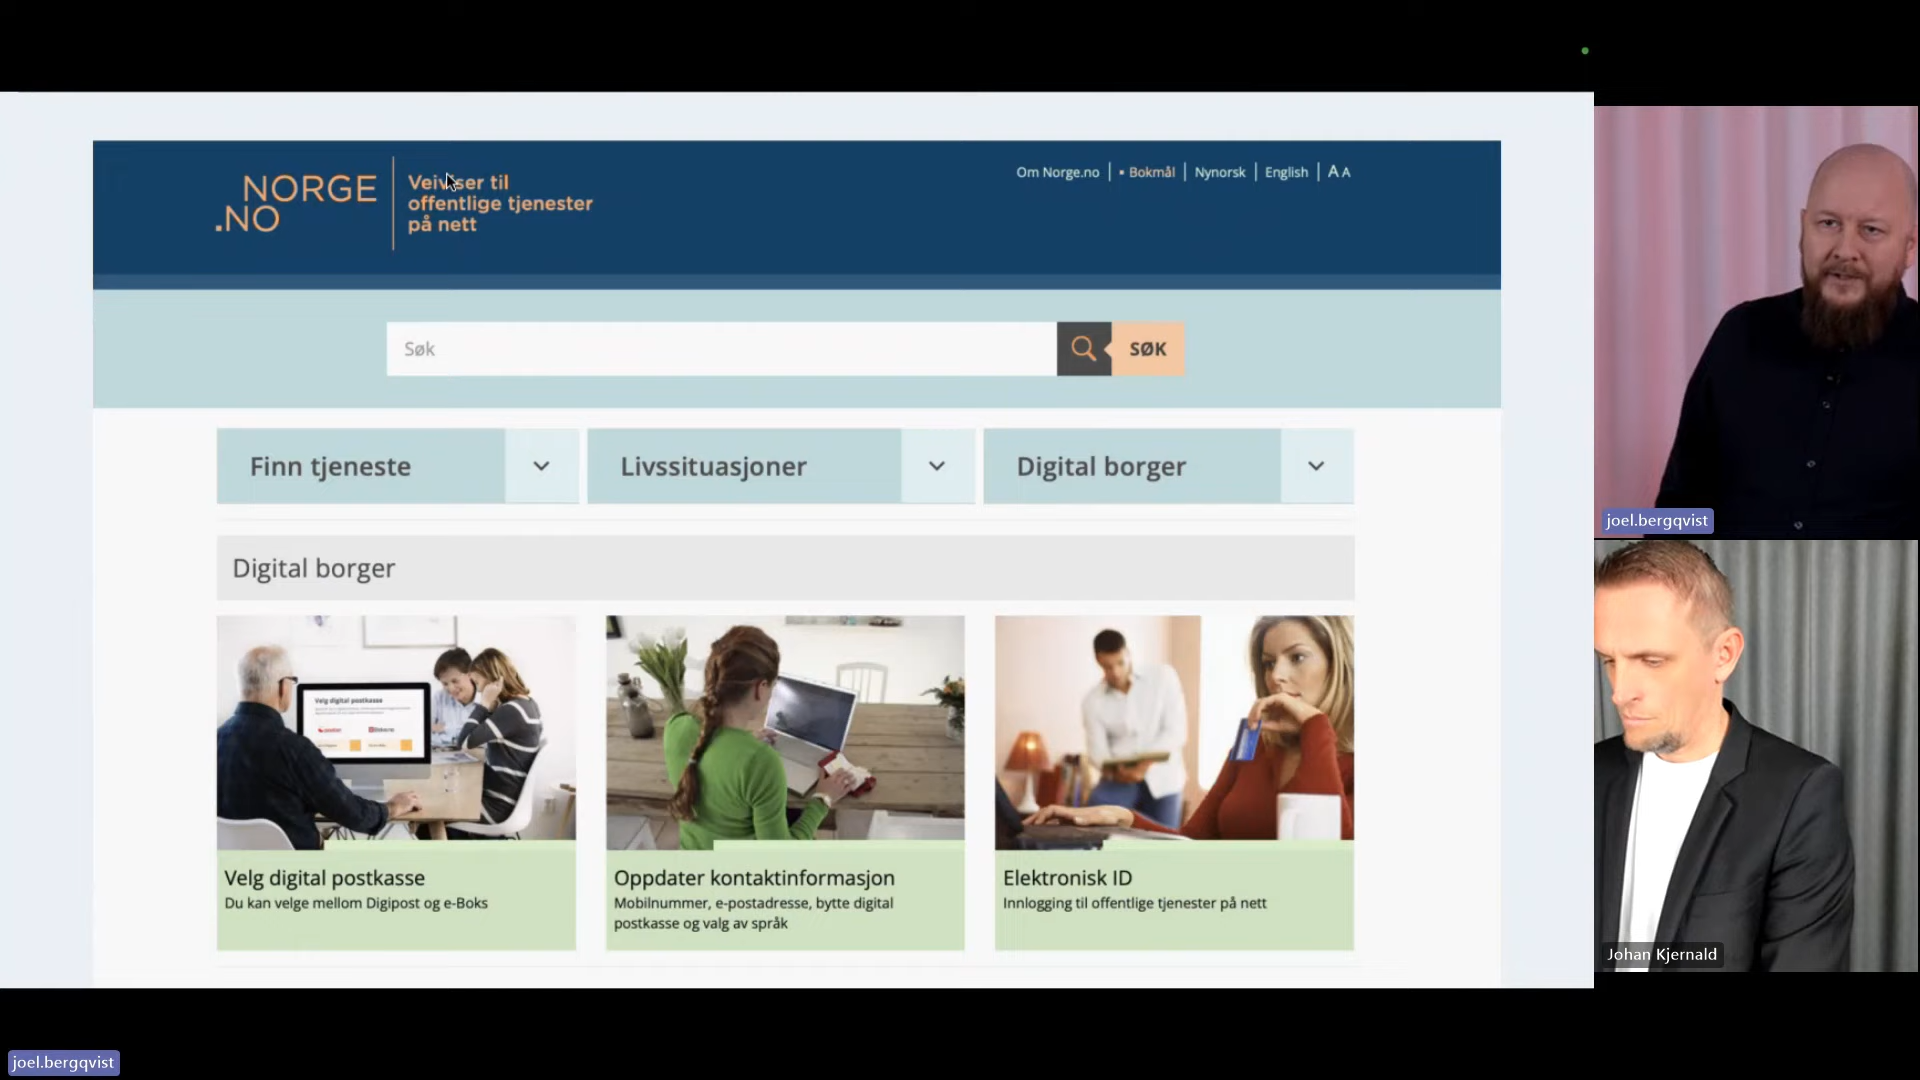 NORGE
.NO
Veiviser til
offentlige tjenester
på nett
Om Norge.no
Bokmål
Nynorsk
English
A A
Søk
SØK
Finn tjeneste
Livssituasjoner
Digital borger
Digital borger
Velg digital postkasse
Velg digital postkasse
Du kan velge mellom Digipost og e-Boks
Oppdater kontaktinformasjon
Mobilnummer, e-postadresse, bytte digital
postkasse og valg av språk
Elektronisk ID
Innlogging til offentlige tjenester på nett
joel.bergqvist
Johan Kjernald
joel.bergqvist